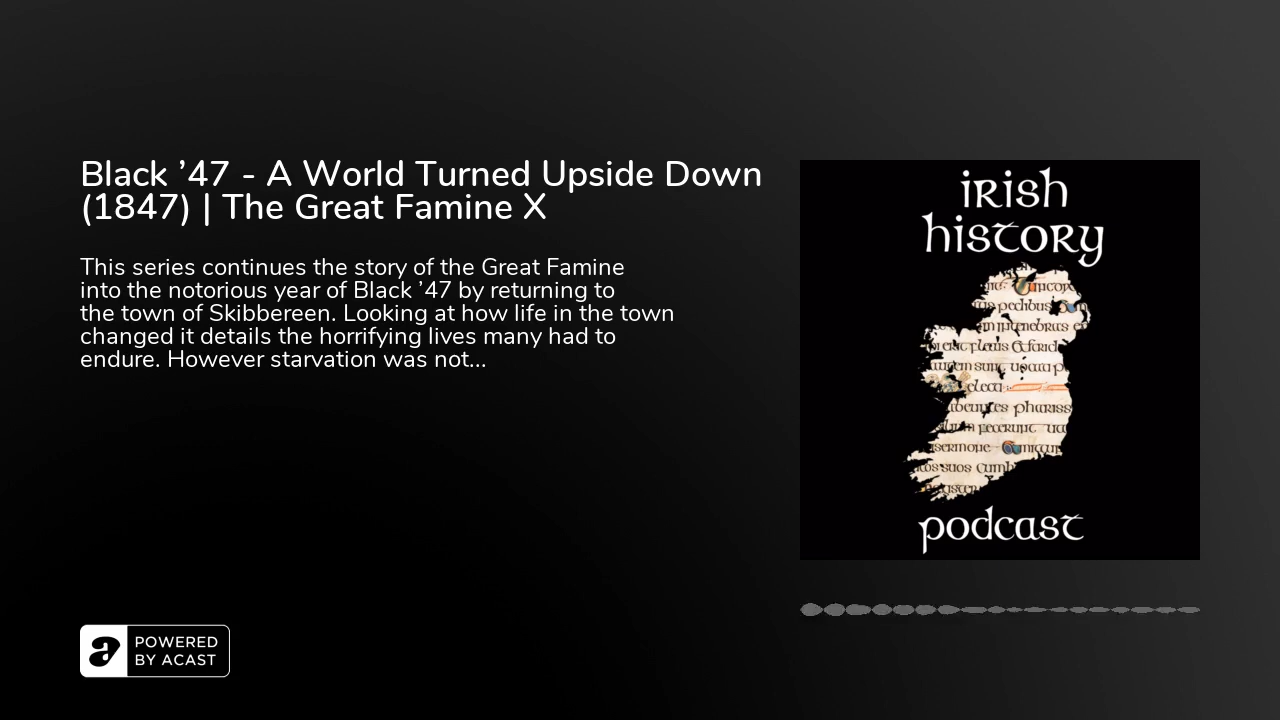 Black ’47 - A World Turned Upside Down
(1847) | The Great Famine X
This series continues the story of the Great Famine
into the notorious year of Black ’47 by returning to
the town of Skibbereen. Looking at how life in the town
changed it details the horrifying lives many had to
endure. However starvation was not...
irish
history
podcast
POWERED
BY ACAST